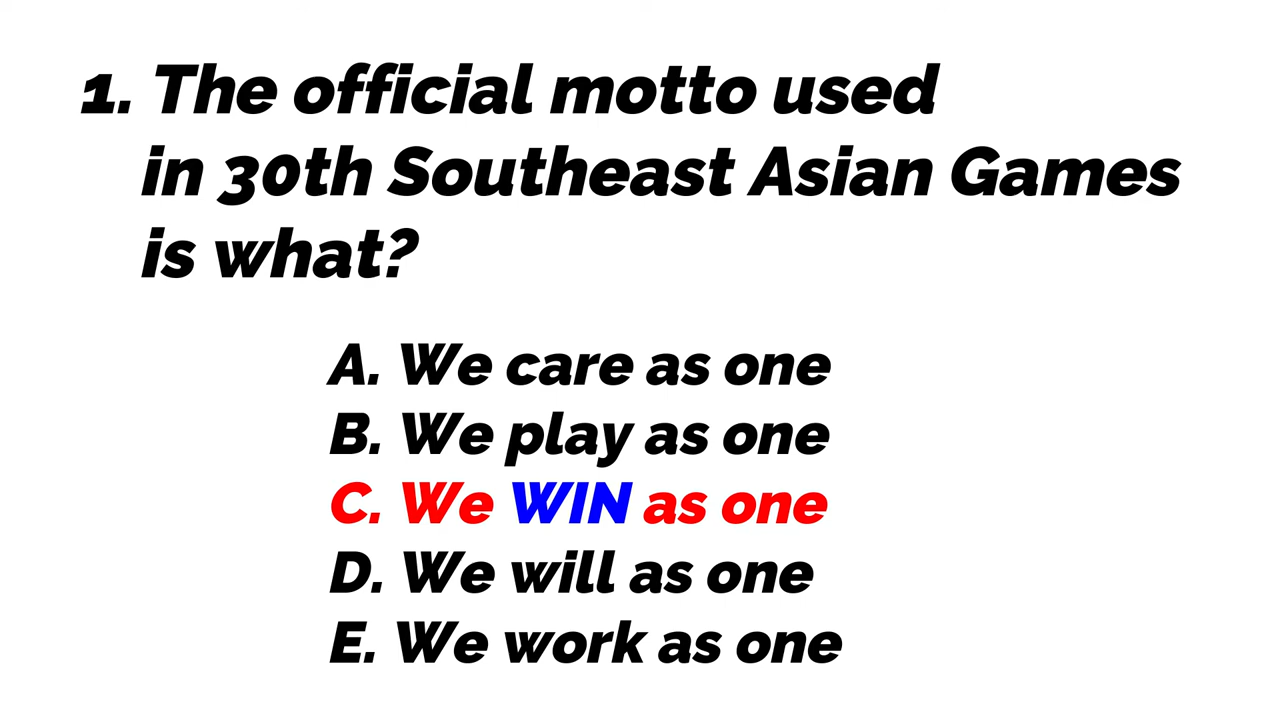 1. The official motto used
in 30th Southeast Asian Games
is what?
A. We care as one
B. We play as one
C. We WIN as one
D. We will as one
E. We work as one